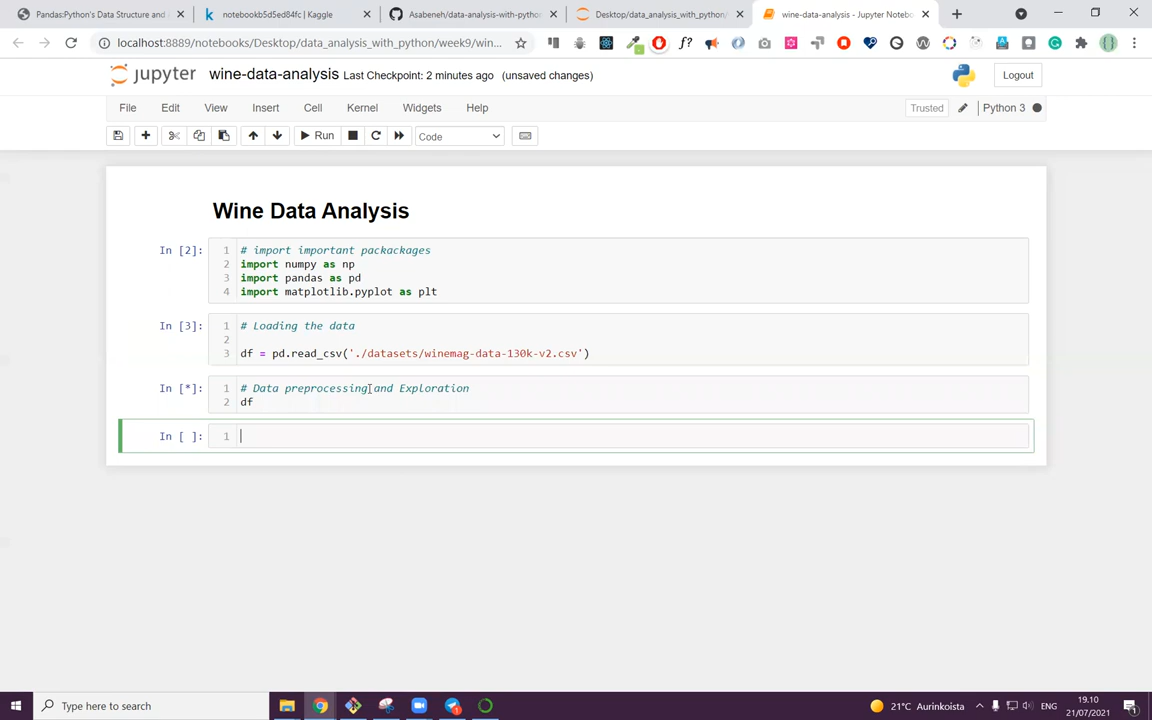 Pandas:Python's Data Structure and
notebookb5d5ed84fc | Kaggle
Asabeneh/data-analysis-with-python
Desktop/data_analysis_with_python/
wine-data-analysis - Jupyter Notebo
localhost:8889/notebooks/Desktop/data_analysis_with_python/week9/win...
jupyter wine-data-analysis Last Checkpoint: 2 minutes ago (unsaved changes)
Logout
File Edit View Insert Cell Kernel Widgets Help
Trusted
Python 3
Run
Code
Wine Data Analysis
In [2]:
1 # import important packackages
2 import numpy as np
3 import pandas as pd
4 import matplotlib.pyplot as plt
In [3]:
1 # Loading the data
2
3 df = pd.read_csv('./datasets/winemag-data-130k-v2.csv')
In [*]:
1 # Data preprocessing and Exploration
2 df
In [ ]:
1
Type here to search
21°C Aurinkoista
ENG
19.10
21/07/2021